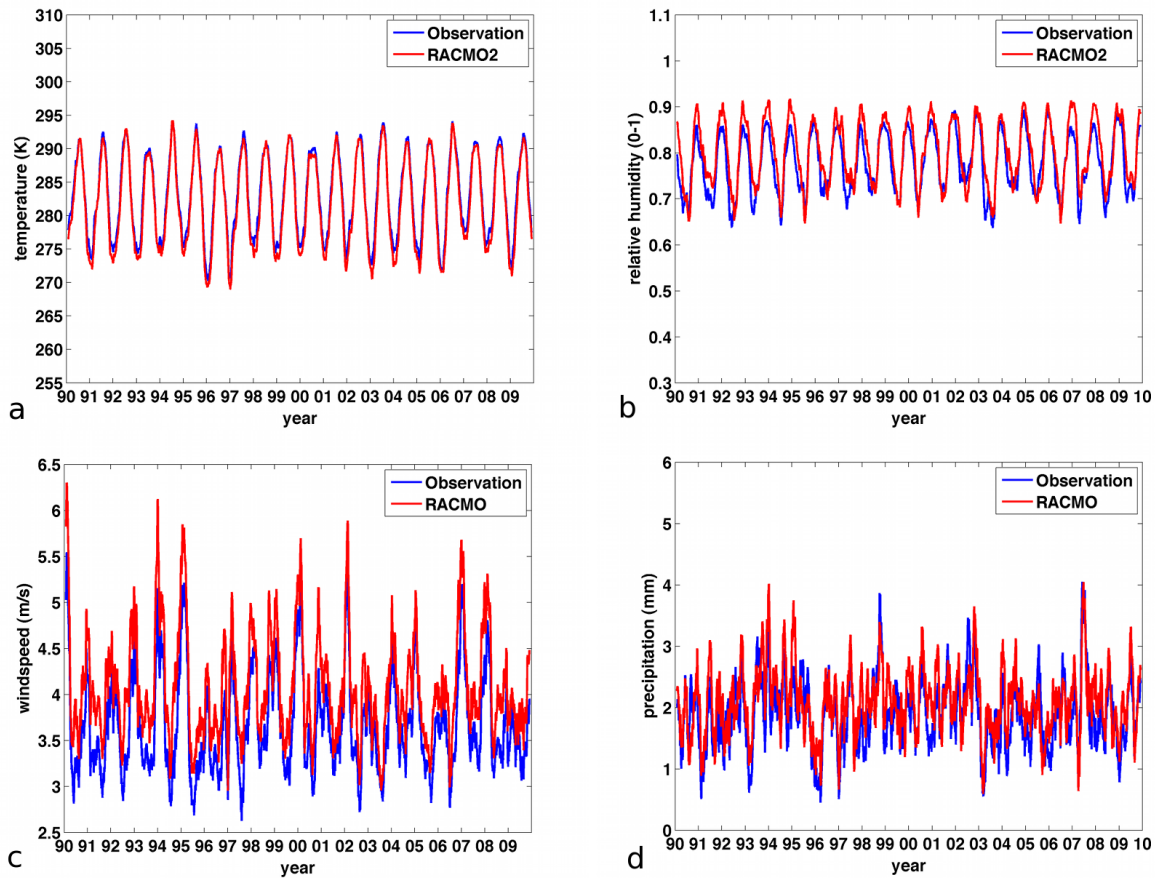 310
305
300
295
290
285
280
275
270
265
260
255
temperature (K)
Observation
RACMO2
90 91 92 93 94 95 96 97 98 99 00 01 02 03 04 05 06 07 08 09
year
a
1.1
1
0.9
0.8
0.7
0.6
0.5
0.4
0.3
relative humidity (0-1)
Observation
RACMO2
90 91 92 93 94 95 96 97 98 99 00 01 02 03 04 05 06 07 08 09 10
year
b
6.5
6
5.5
5
4.5
4
3.5
3
2.5
windspeed (m/s)
Observation
RACMO
90 91 92 93 94 95 96 97 98 99 00 01 02 03 04 05 06 07 08 09
year
c
6
5
4
3
2
1
0
precipitation (mm)
Observation
RACMO
90 91 92 93 94 95 96 97 98 99 00 01 02 03 04 05 06 07 08 09 10
year
d